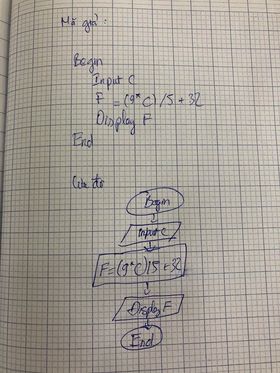 Mã giả:
Begin
Input C
F = (9*C)/5+32
Display F
End
Lưu đồ
Begin
Input C
F=(9*C)/5+32
Display F
End